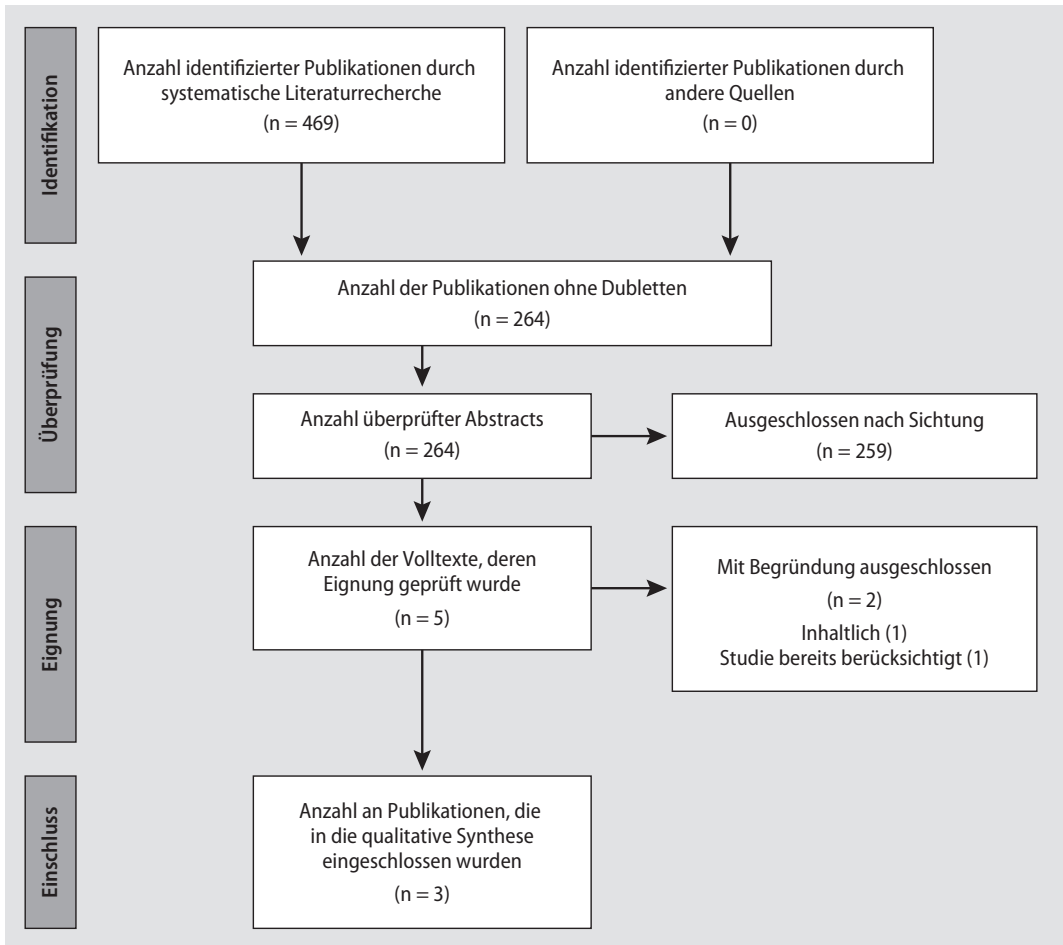 Identifikation
Anzahl identifizierter Publikationen durch
systematische Literaturrecherche
(n = 469)
Anzahl identifizierter Publikationen durch
andere Quellen
(n = 0)
Überprüfung
Anzahl der Publikationen ohne Dubletten
(n = 264)
Anzahl überprüfter Abstracts
(n = 264)
Ausgeschlossen nach Sichtung
(n = 259)
Eignung
Anzahl der Volltexte, deren
Eignung geprüft wurde
(n = 5)
Mit Begründung ausgeschlossen
(n = 2)
Inhaltlich (1)
Studie bereits berücksichtigt (1)
Einschluss
Anzahl an Publikationen, die
in die qualitative Synthese
eingeschlossen wurden
(n = 3)